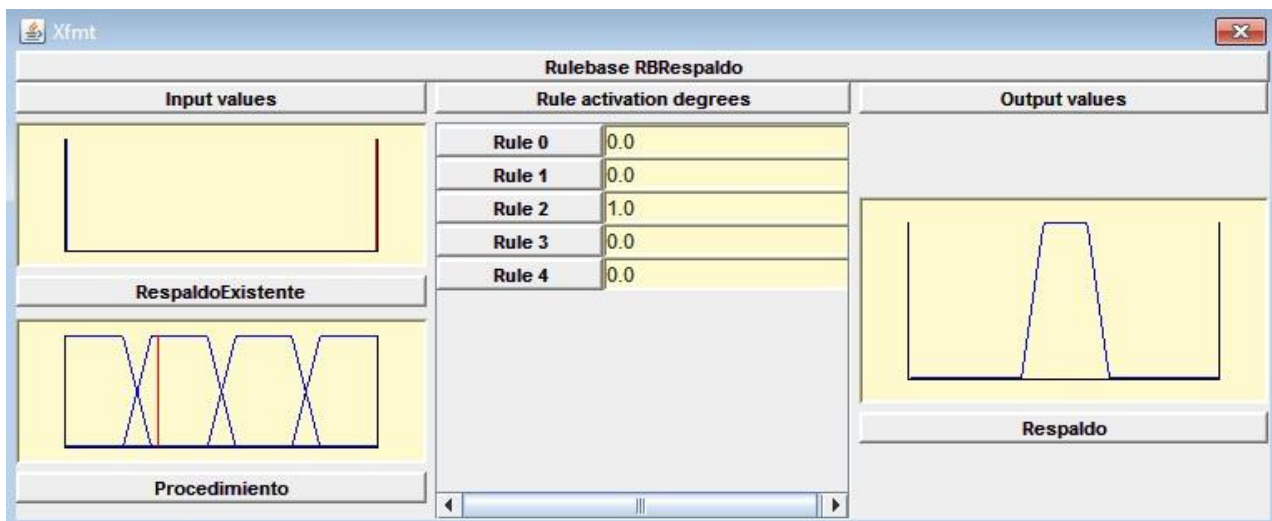 Xfmt
Rulebase RBRespaldo
Input values
Rule activation degrees
Output values
Rule 0 0.0
Rule 1 0.0
Rule 2 1.0
Rule 3 0.0
Rule 4 0.0
RespaldoExistente
Procedimiento
Respaldo